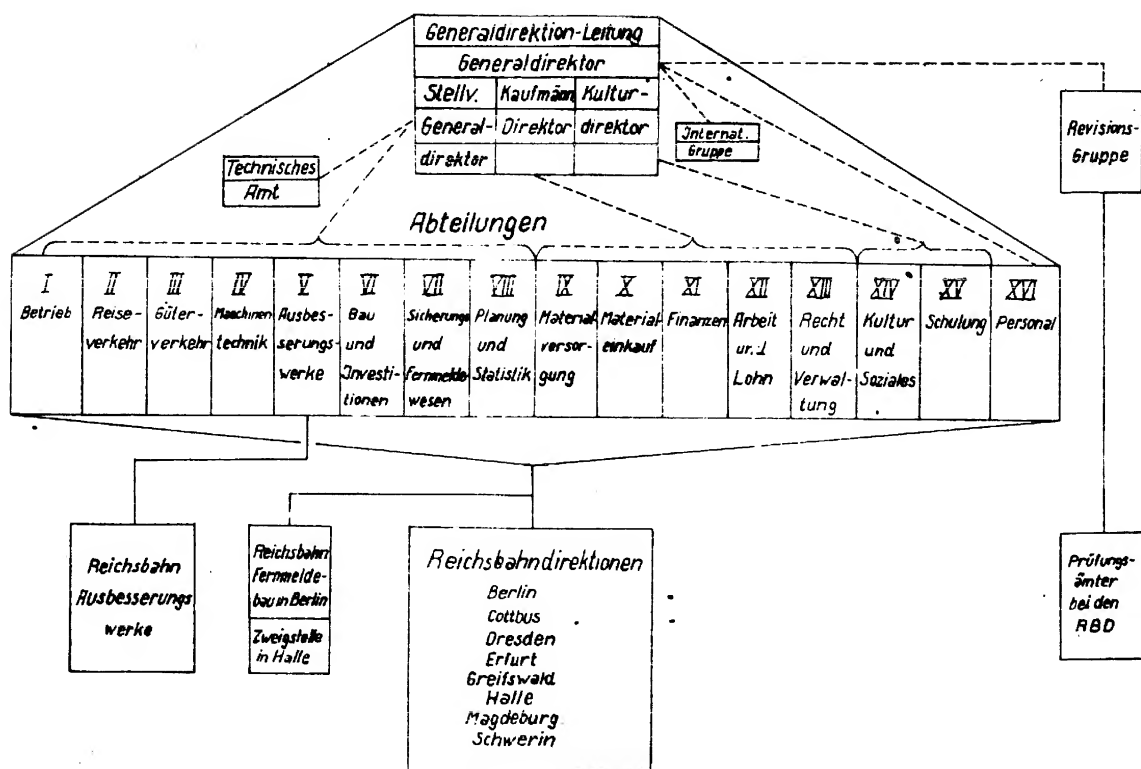 Generaldirektion-Leitung
Generaldirektor
Stellv. Kaufmänn. Kultur-
General- Direktor direktor
direktor
Internat.
Gruppe
Revisions-
Gruppe
Technisches
Amt
Abteilungen
I
Betrieb
II
Reise-
verkehr
III
Güter-
verkehr
IV
Maschinen
technik
V
Ausbes-
serungs-
werke
VI
Bau
und
Investi-
tionen
VII
Sicherungs
und
Fernmelde
wesen
VIII
Planung
und
Statistik
IX
Material-
versor-
gung
X
Material-
einkauf
XI
Finanzen
XII
Arbeit
und
Lohn
XIII
Recht
und
Verwal-
tung
XIV
Kultur
und
Soziales
XV
Schulung
XVI
Personal
Reichsbahn
Ausbesserungs
werke
Reichsbahn
Fernmelde-
bau in Berlin
Zweigstelle
in Halle
Reichsbahndirektionen
Berlin
Cottbus
Dresden
Erfurt
Greifswald
Halle
Magdeburg
Schwerin
Prüfungs-
ämter
bei den
RBD